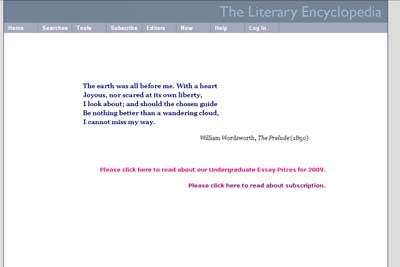 The Literary Encyclopedia
Home Searches Tools Subscribe Editors New Help Log In
The earth was all before me. With a heart
Joyous, nor scared at its own liberty,
I look about; and should the chosen guide
Be nothing better than a wandering cloud,
I cannot miss my way.
William Wordsworth, The Prelude (1850)
Please click here to read about our Undergraduate Essay Prizes for 2009.
Please click here to read about subscription.